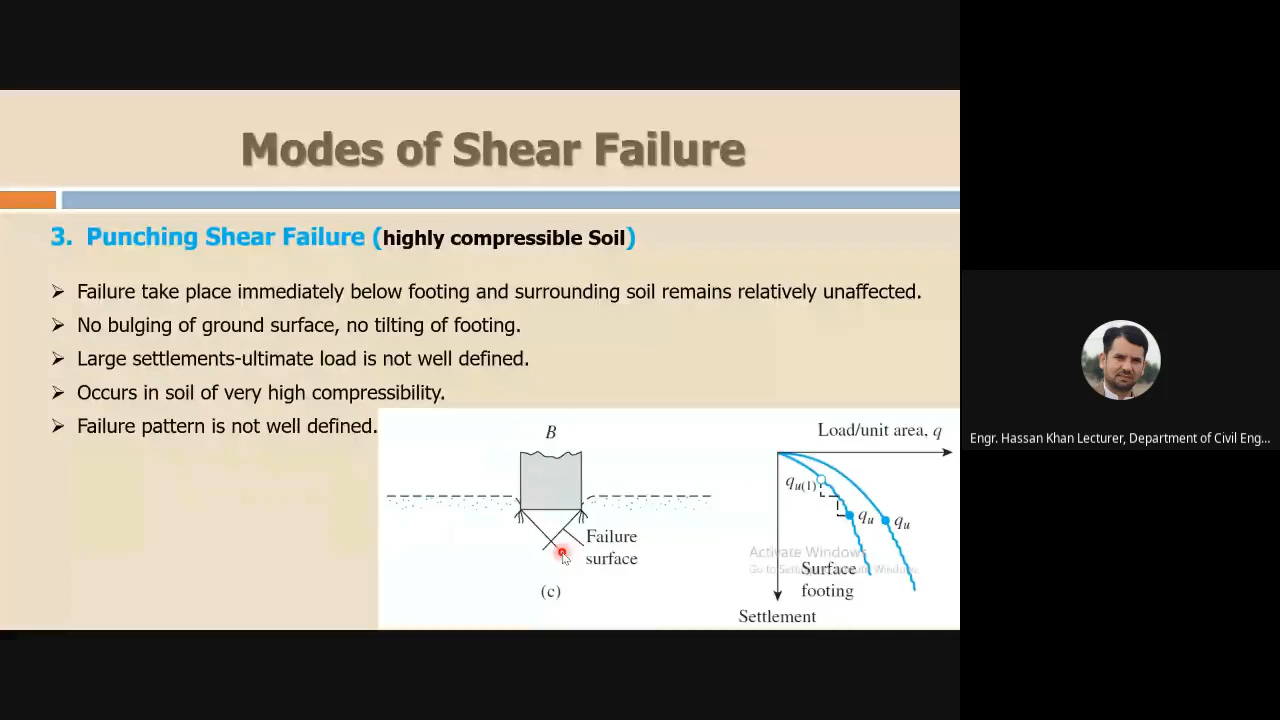 Modes of Shear Failure
3. Punching Shear Failure (highly compressible Soil)
➢ Failure take place immediately below footing and surrounding soil remains relatively unaffected.
➢ No bulging of ground surface, no tilting of footing.
➢ Large settlements-ultimate load is not well defined.
➢ Occurs in soil of very high compressibility.
➢ Failure pattern is not well defined.
B
Failure
surface
(c)
Load/unit area, q
qu(1)
qu
qu
Activate Windows
Go to Settings to activate Windows.
Surface
footing
Settlement
Engr. Hassan Khan Lecturer, Department of Civil Eng...